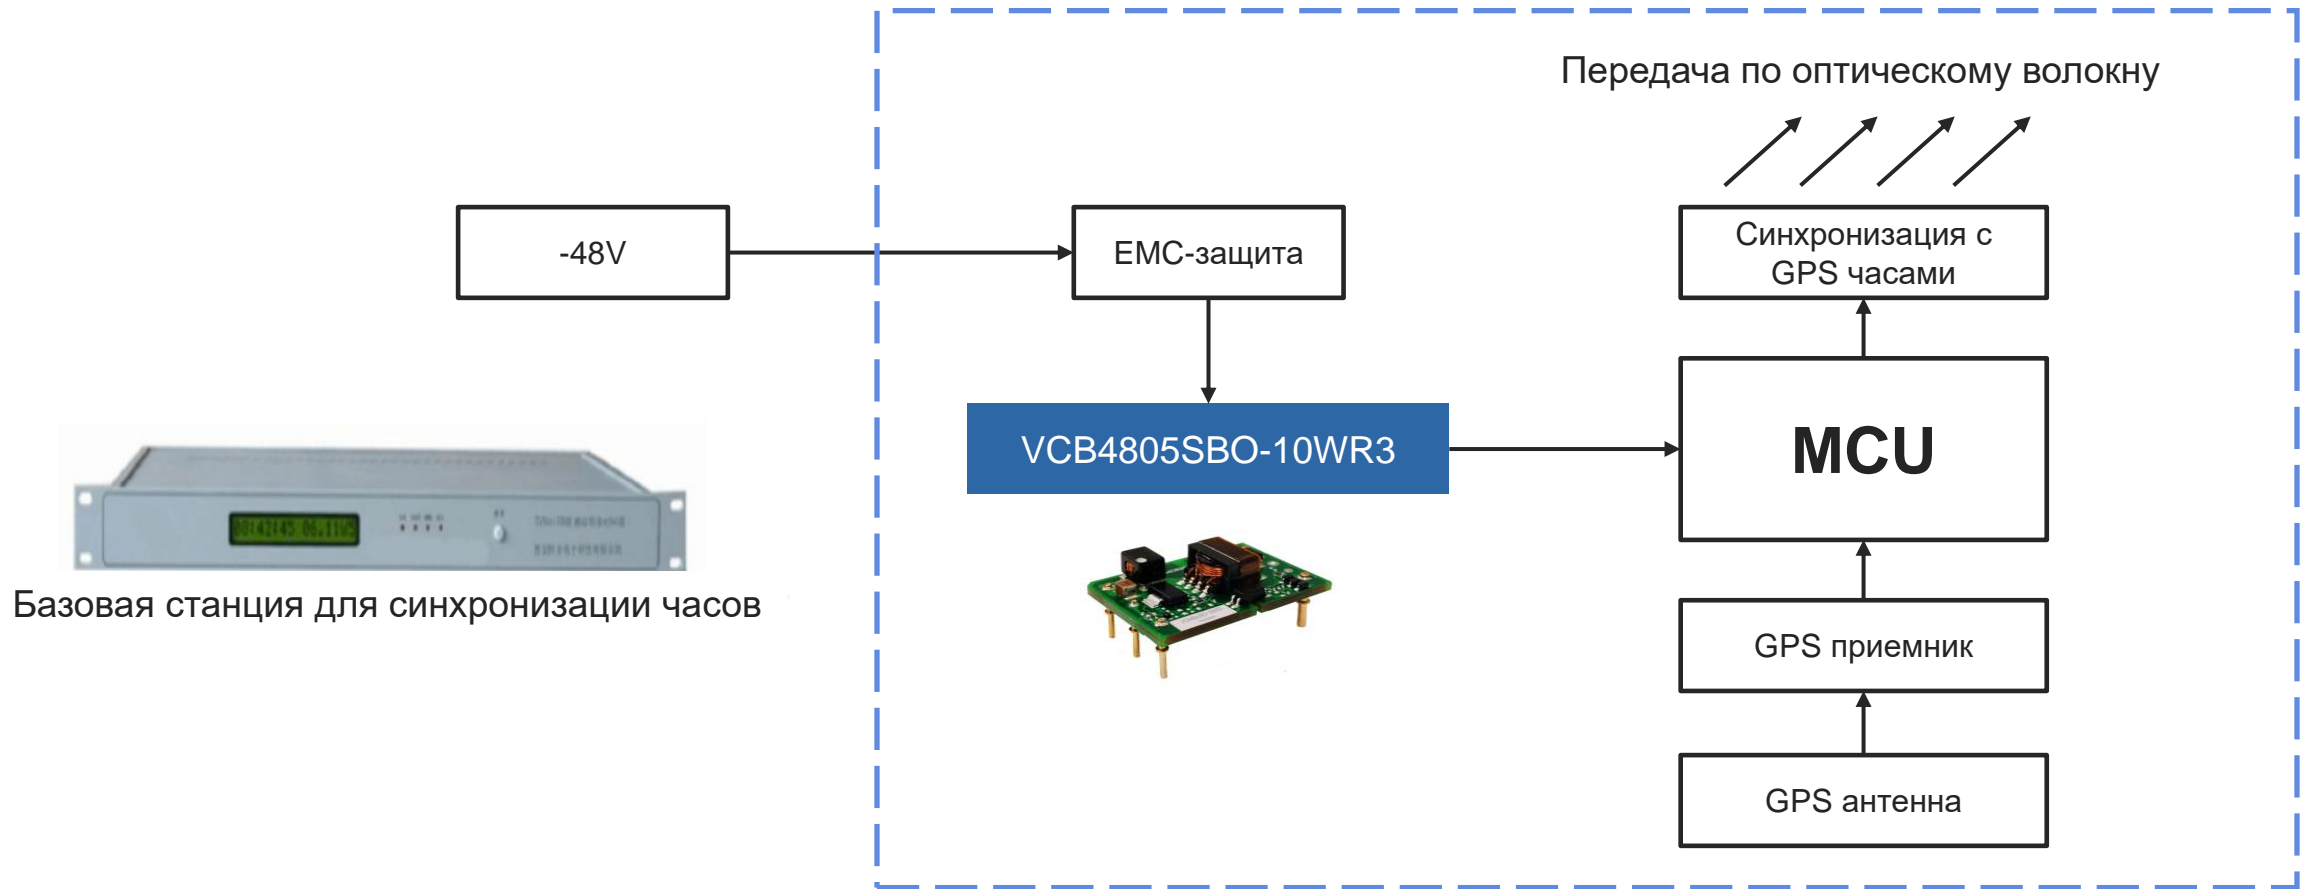 Передача по оптическому волокну
-48V
EMC-защита
Синхронизация с
GPS часами
VCB4805SBO-10WR3
MCU
Базовая станция для синхронизации часов
GPS приемник
GPS антенна